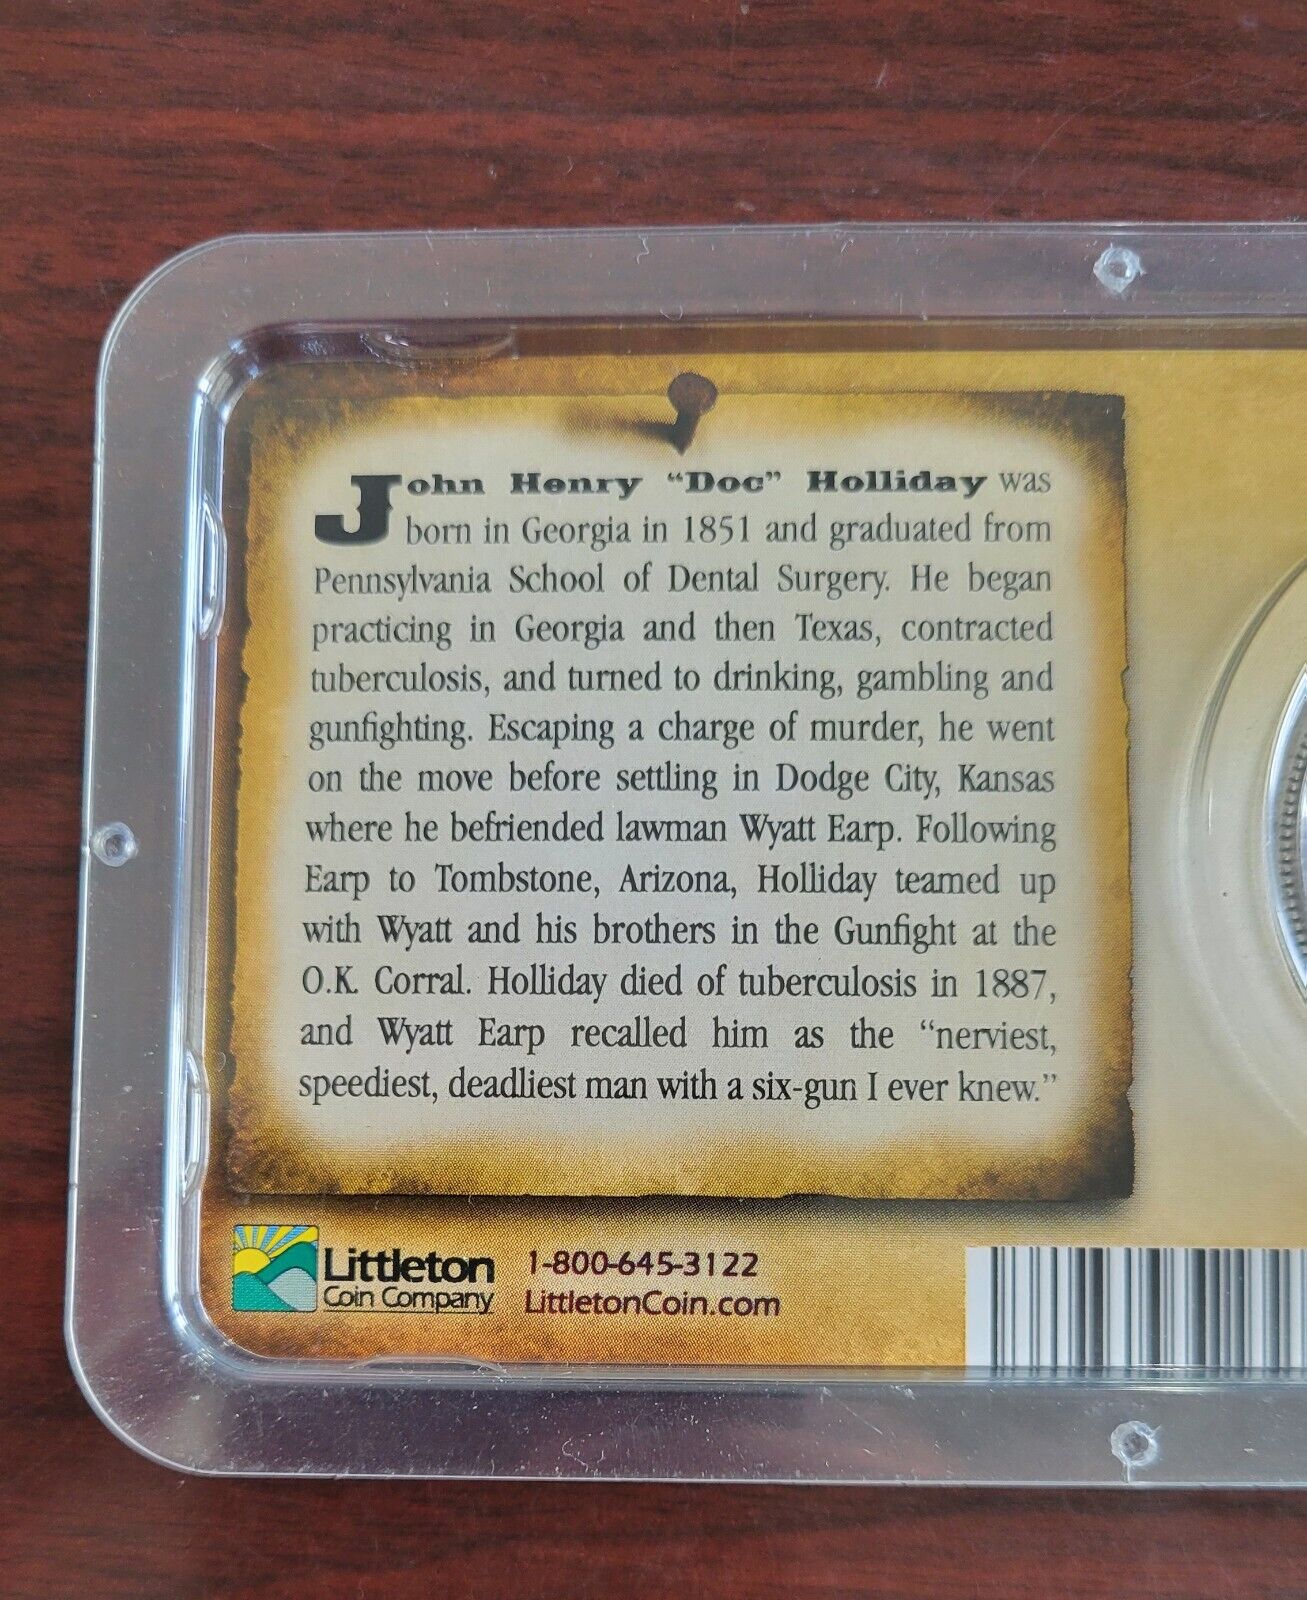 John Henry “Doc” Holliday was
born in Georgia in 1851 and graduated from
Pennsylvania School of Dental Surgery. He began
practicing in Georgia and then Texas, contracted
tuberculosis, and turned to drinking, gambling and
gunfighting. Escaping a charge of murder, he went
on the move before settling in Dodge City, Kansas
where he befriended lawman Wyatt Earp. Following
Earp to Tombstone, Arizona, Holliday teamed up
with Wyatt and his brothers in the Gunfight at the
O.K. Corral. Holliday died of tuberculosis in 1887,
and Wyatt Earp recalled him as the “nerviest,
speediest, deadliest man with a six-gun I ever knew.”
Littleton
Coin Company
1-800-645-3122
LittletonCoin.com